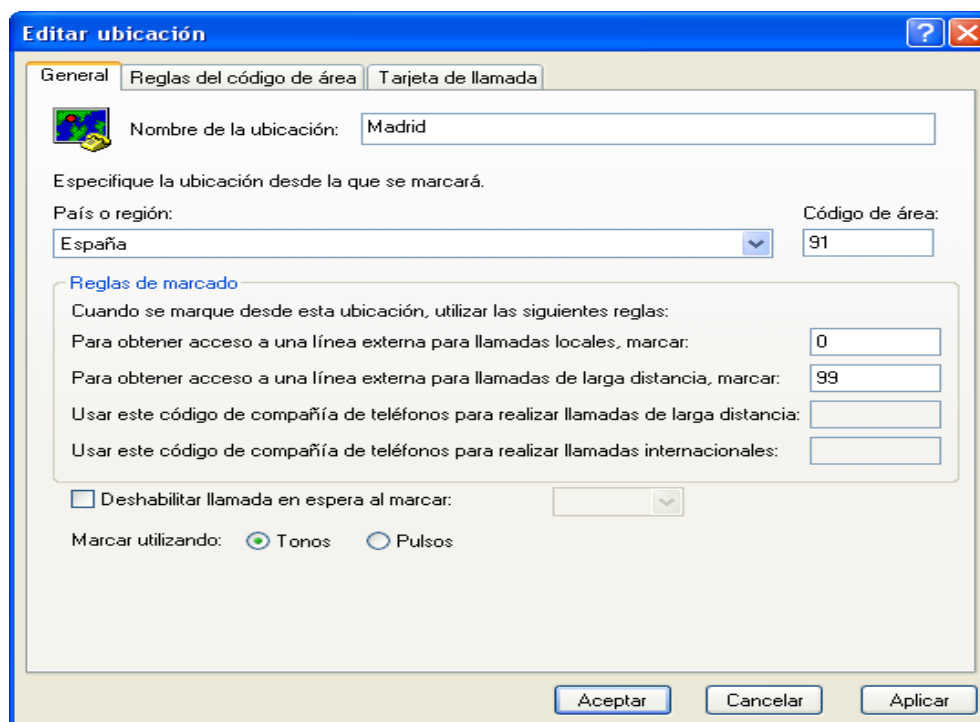 Editar ubicación
General Reglas del código de área Tarjeta de llamada
Nombre de la ubicación: Madrid
Especifique la ubicación desde la que se marcará.
País o región: Código de área:
España 91
Reglas de marcado
Cuando se marque desde esta ubicación, utilizar las siguientes reglas:
Para obtener acceso a una línea externa para llamadas locales, marcar: 0
Para obtener acceso a una línea externa para llamadas de larga distancia, marcar: 99
Usar este código de compañía de teléfonos para realizar llamadas de larga distancia:
Usar este código de compañía de teléfonos para realizar llamadas internacionales:
Deshabilitar llamada en espera al marcar:
Marcar utilizando: Tonos Pulsos
Aceptar Cancelar Aplicar